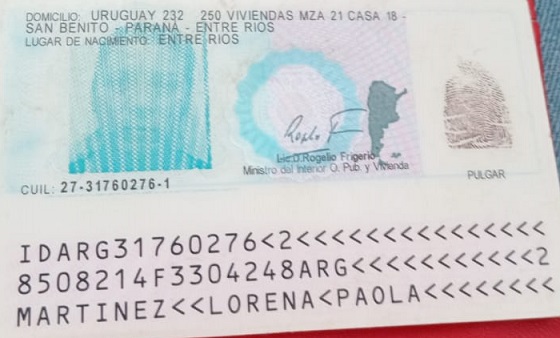 DOMICILIO: URUGUAY 232 250 VIVIENDAS MZA 21 CASA 18 -
SAN BENITO - PARANÁ - ENTRE RIOS
LUGAR DE NACIMIENTO: ENTRE RIOS
Lic.D.Rogelio Frigerio
Ministro del Interior O. Pub. y Vivienda
PULGAR
CUIL: 27-31760276-1
IDARG31760276<2<<<<<<<<<<<<<<<
8508214F3304248ARG<<<<<<<<<<<2
MARTINEZ<<LORENA<PAOLA<<<<<<<<